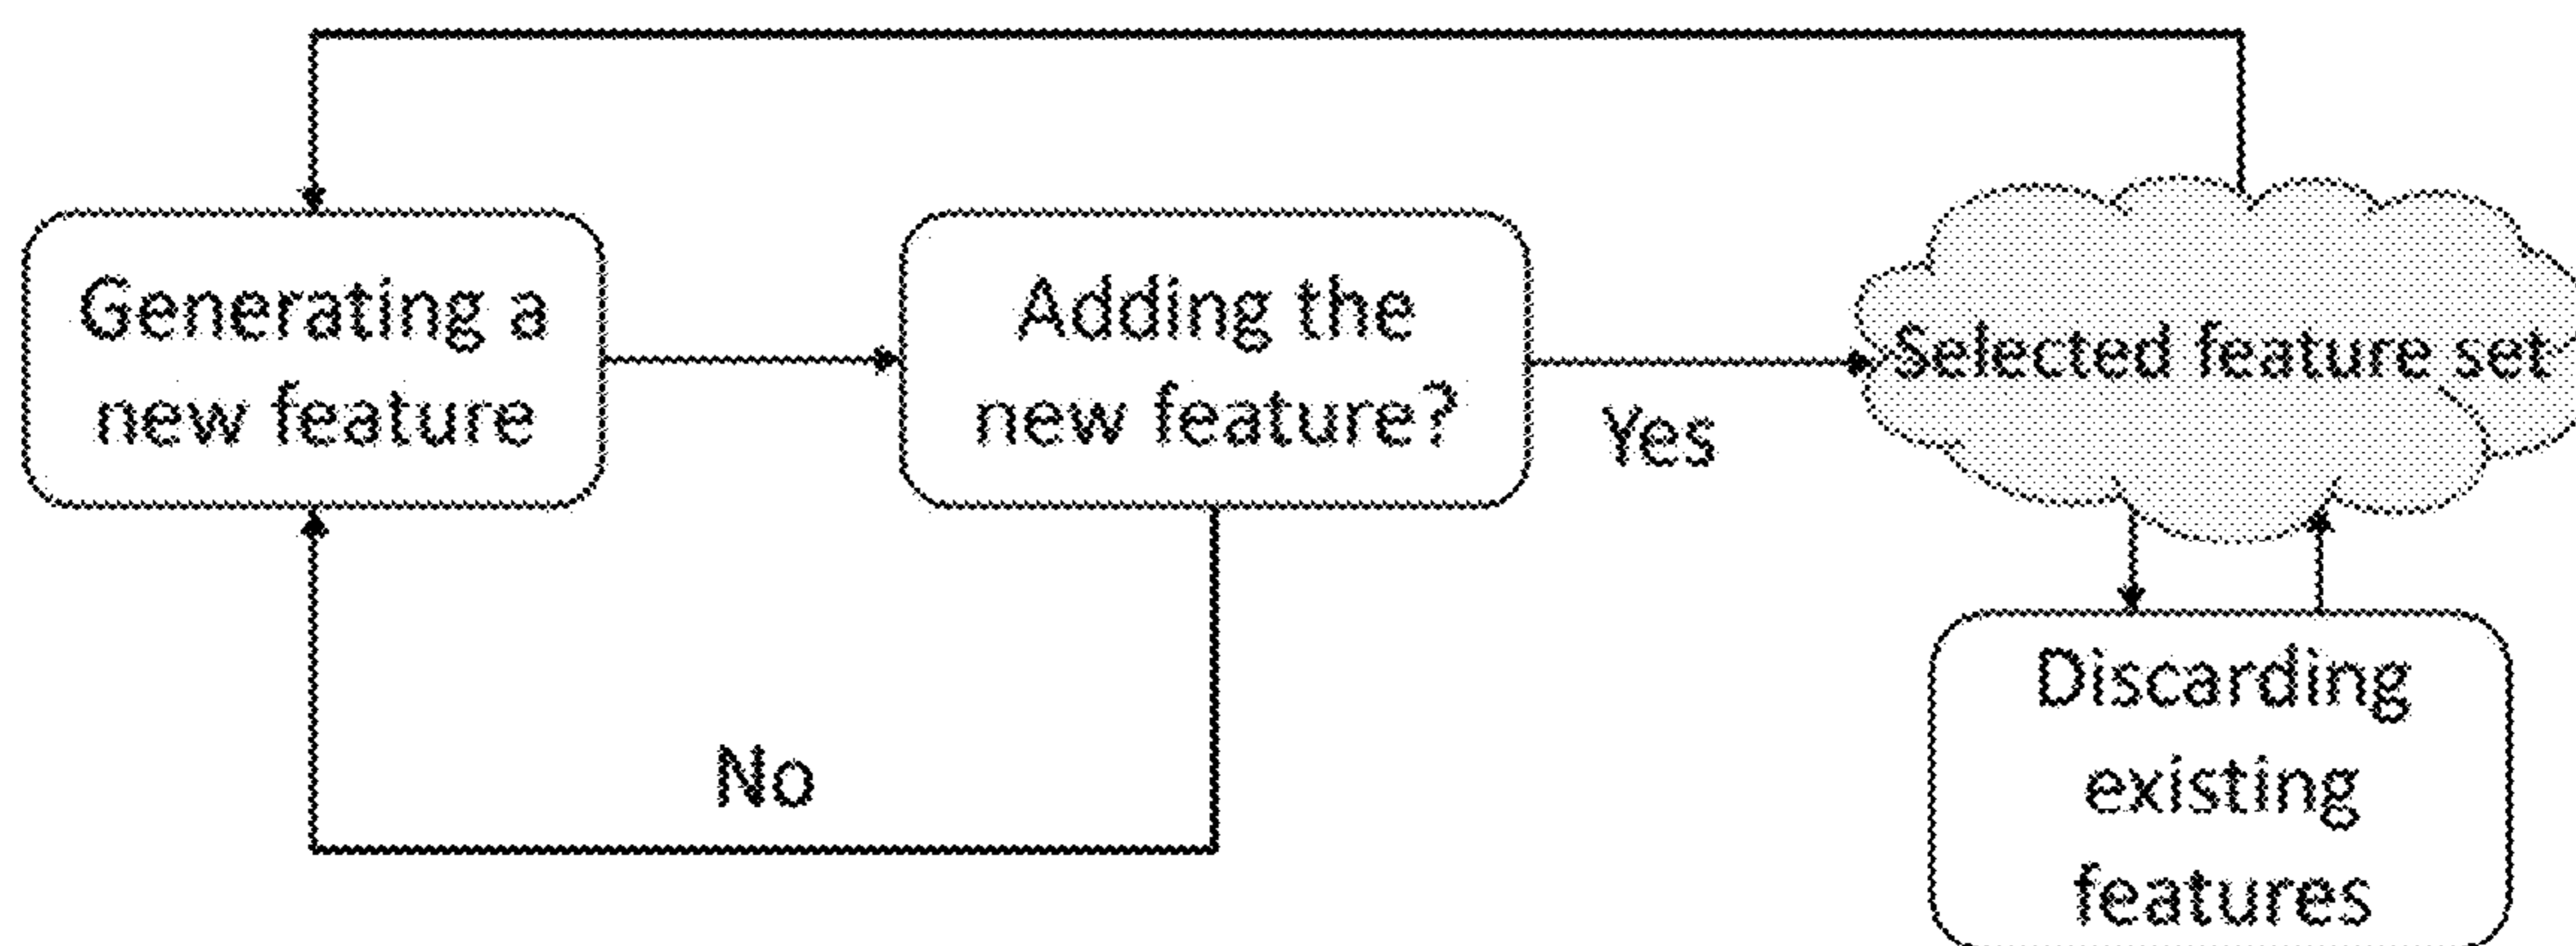 Generating a
new feature
Adding the
new feature?
Yes
Selected feature set
No
Discarding
existing
features